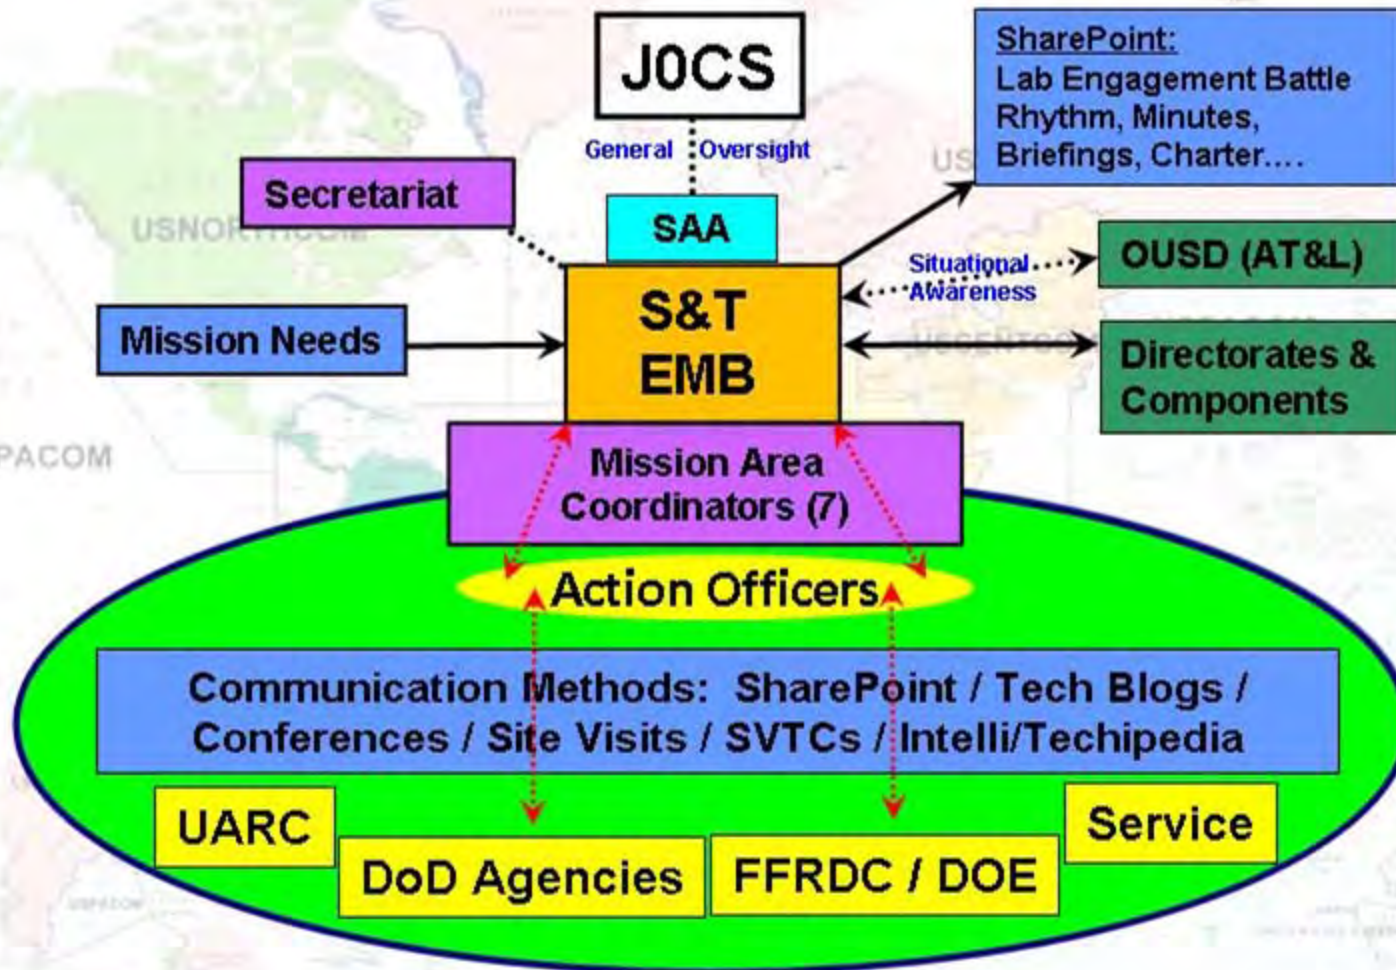 J0CS
General Oversight
SharePoint:
Lab Engagement Battle
Rhythm, Minutes,
Briefings, Charter....
Secretariat
USNORTHCOM
SAA
S&T
EMB
Situational
Awareness
OUSD (AT&L)
Mission Needs
USCENTCOM
Directorates &
Components
PACOM
Mission Area
Coordinators (7)
Action Officers
Communication Methods: SharePoint / Tech Blogs /
Conferences / Site Visits / SVTCs / Intelli/Techipedia
UARC
Service
DoD Agencies
FFRDC / DOE